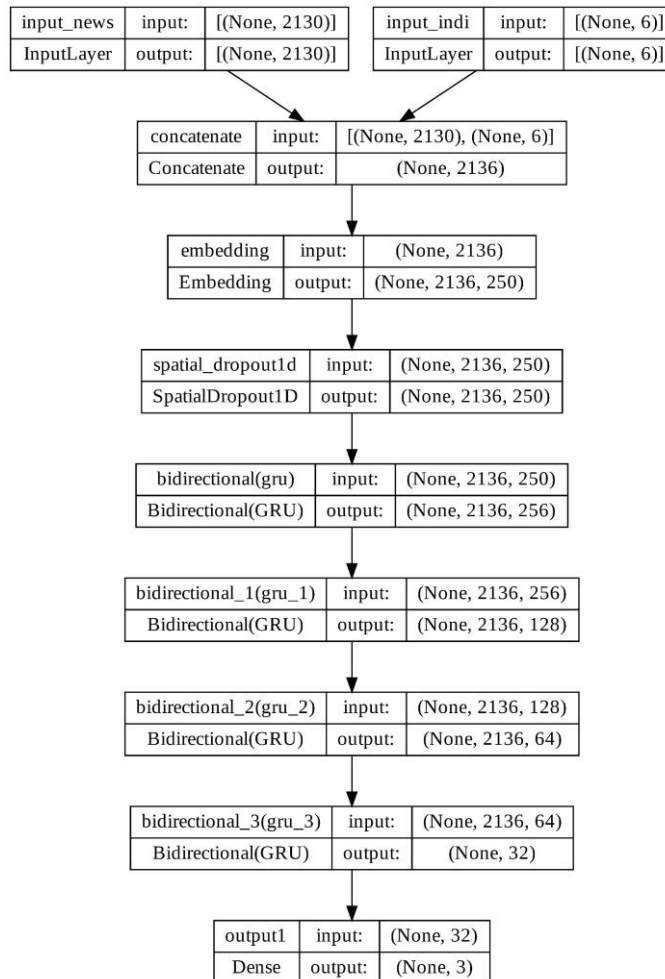 input_news input: [(None, 2130)]
InputLayer output: [(None, 2130)]
input_indi input: [(None, 6)]
InputLayer output: [(None, 6)]
concatenate input: [(None, 2130), (None, 6)]
Concatenate output: (None, 2136)
embedding input: (None, 2136)
Embedding output: (None, 2136, 250)
spatial_dropout1d input: (None, 2136, 250)
SpatialDropout1D output: (None, 2136, 250)
bidirectional(gru) input: (None, 2136, 250)
Bidirectional(GRU) output: (None, 2136, 256)
bidirectional_1(gru_1) input: (None, 2136, 256)
Bidirectional(GRU) output: (None, 2136, 128)
bidirectional_2(gru_2) input: (None, 2136, 128)
Bidirectional(GRU) output: (None, 2136, 64)
bidirectional_3(gru_3) input: (None, 2136, 64)
Bidirectional(GRU) output: (None, 32)
output1 input: (None, 32)
Dense output: (None, 3)